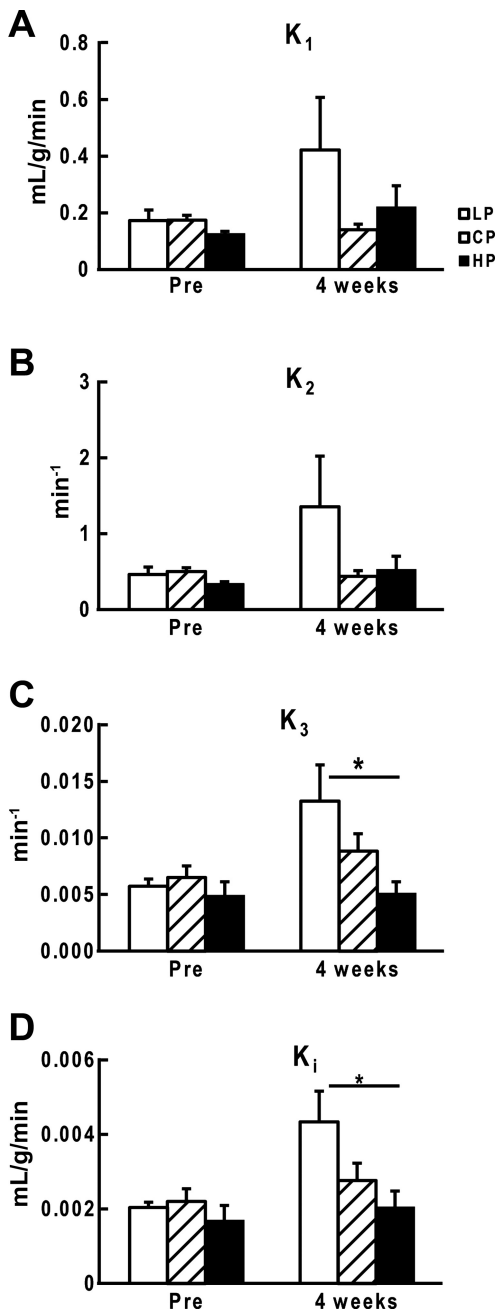 A
K1
0.8
0.6
0.4
0.2
0
mL/g/min
Pre
4 weeks
LP
CP
HP
B
K2
3
2
1
0
min-1
Pre
4 weeks
C
K3
0.020
0.015
0.010
0.005
0.000
min-1
*
Pre
4 weeks
D
Ki
0.006
0.004
0.002
0
mL/g/min
*
Pre
4 weeks